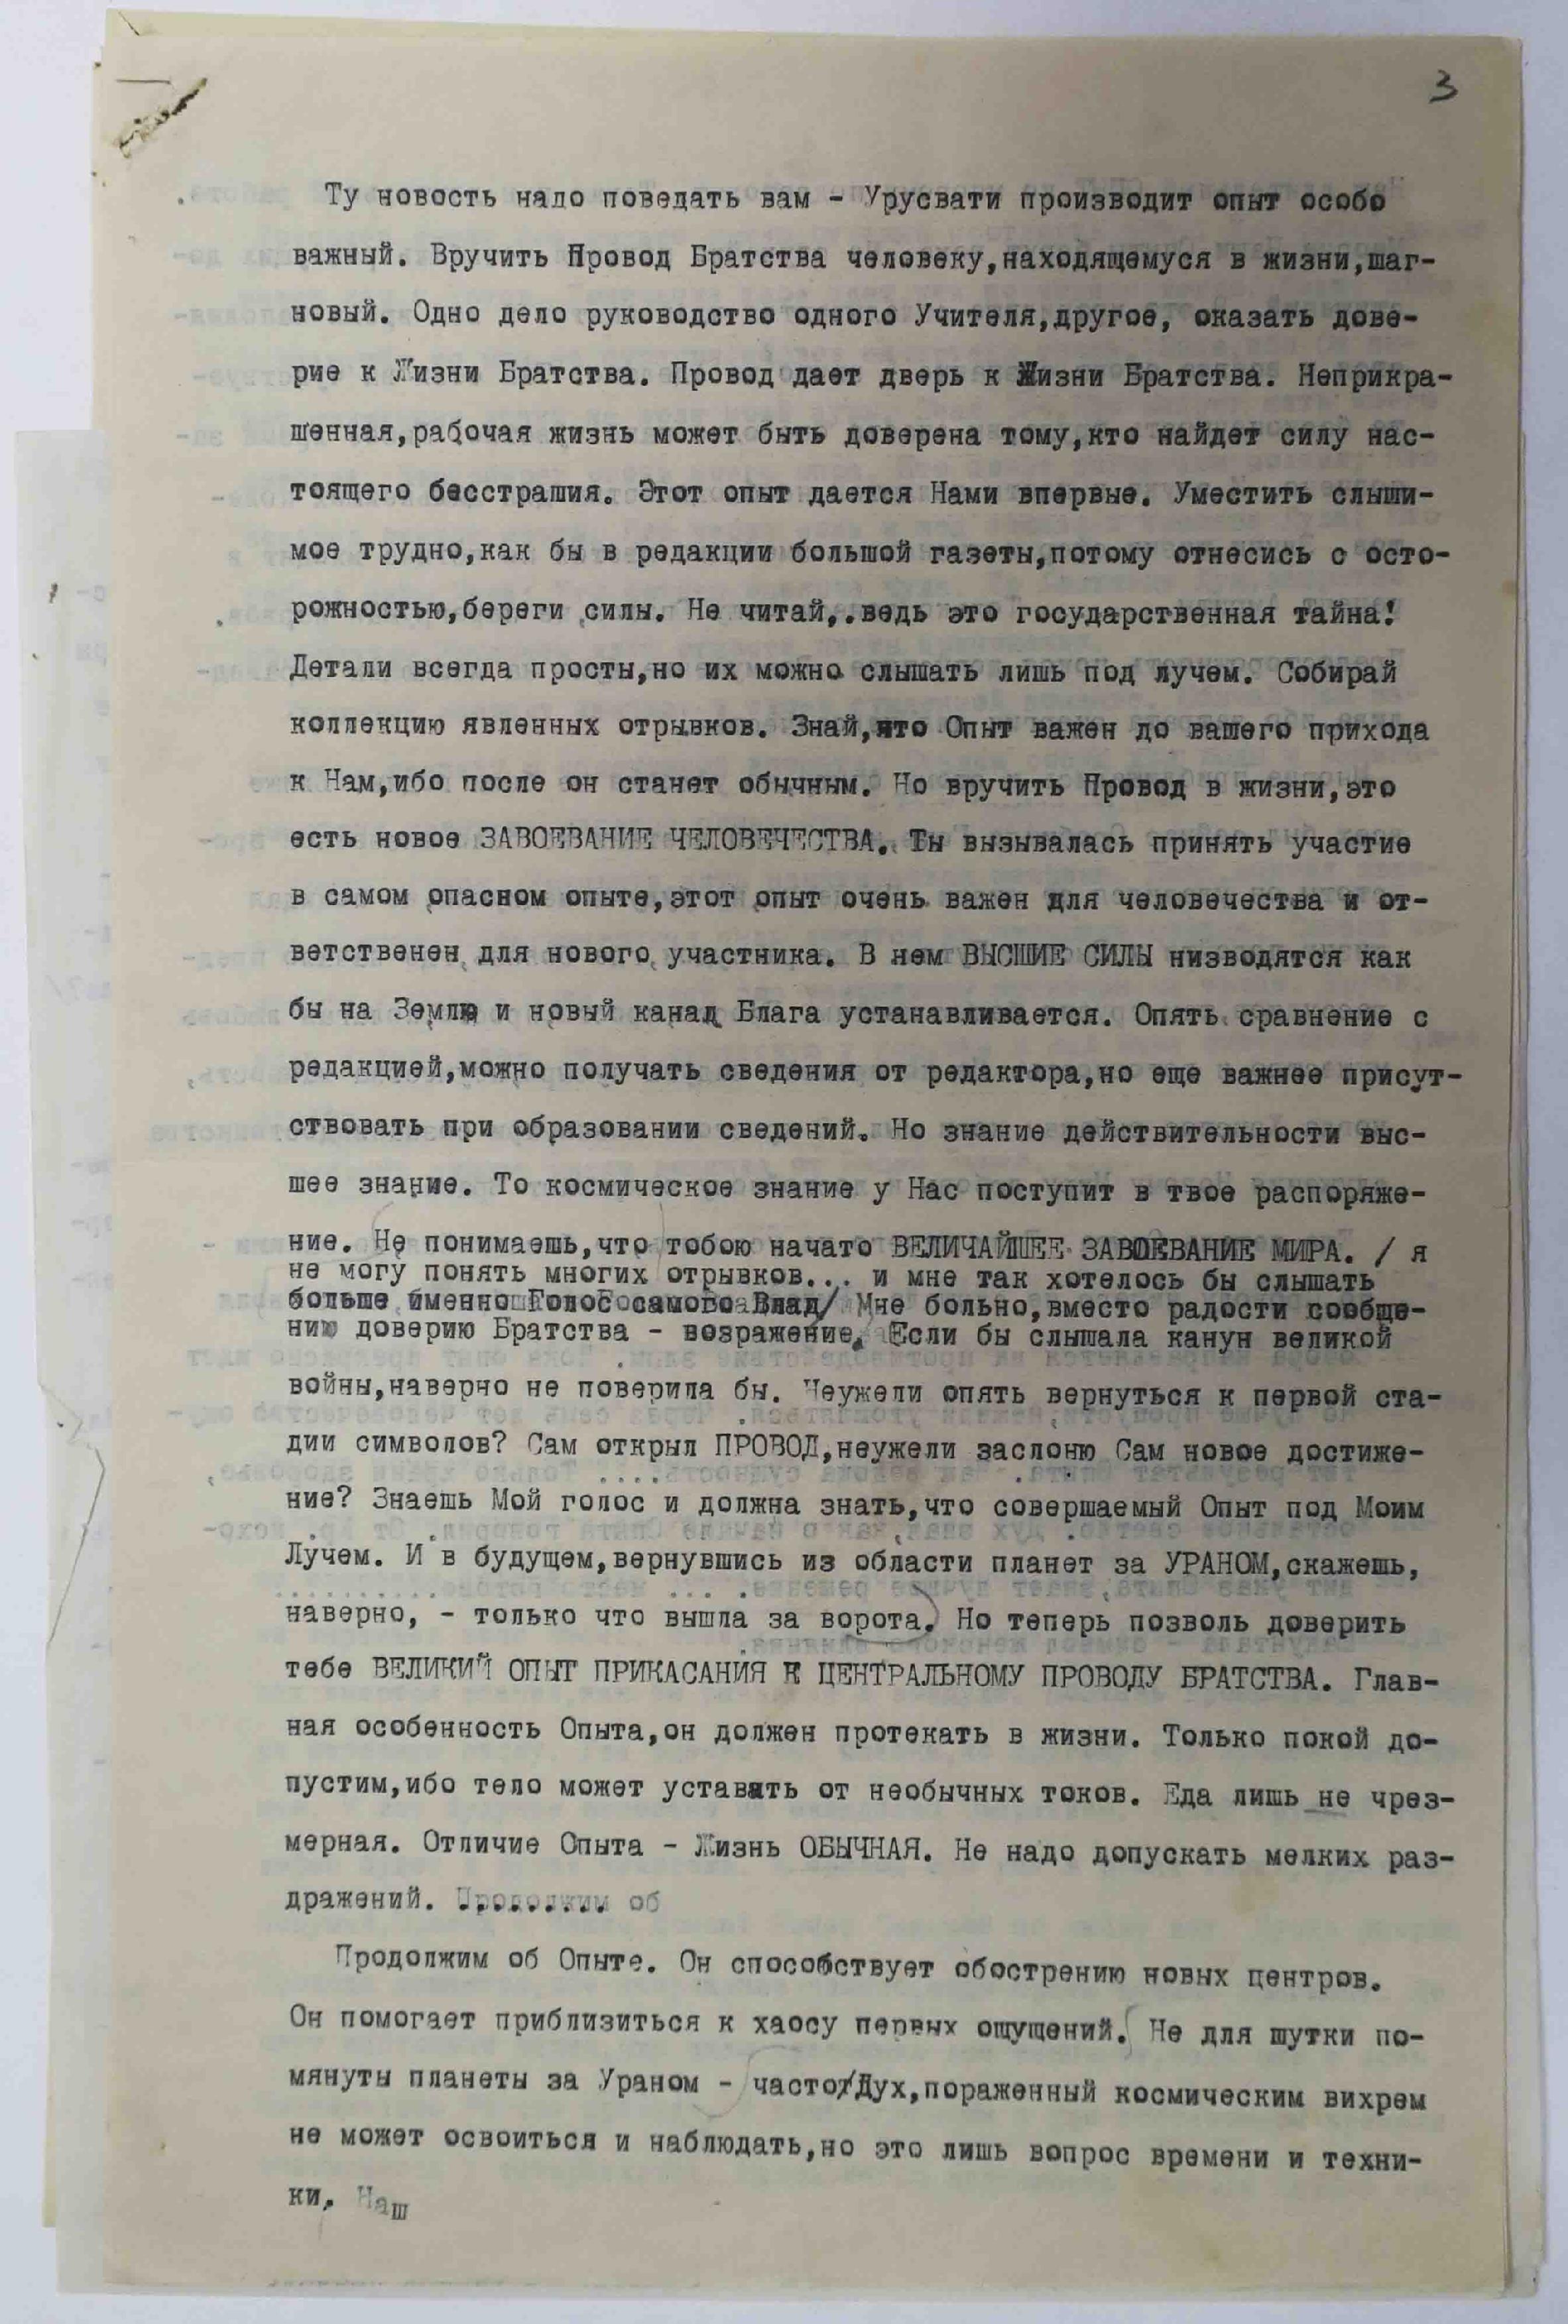 3
Ту новость надо поведать вам - Урусвати производит опыт особо
важный. Вручить Провод Братства человеку,находящемуся в жизни,шаг-
новый. Одно дело руководство одного Учителя,другое, оказать дове-
рие к Жизни Братства. Провод дает дверь к Жизни Братства. Неприкра-
шенная,рабочая жизнь может быть доверена тому,кто найдет силу нас-
тоящего бесстрашия. Этот опыт дается Нами впервые. Уместить слыши-
мое трудно,как бы в редакции большой газеты,потому отнесись с осто-
рожностью,береги силы. Не читай,.ведь это государственная тайна!
Детали всегда просты,но их можно слышать лишь под лучем. Собирай
коллекцию явленных отрывков. Знай,что Опыт важен до вашего прихода
к Нам,ибо после он станет обычным. Но вручить Провод в жизни,это
есть новое ЗАВОЕВАНИЕ ЧЕЛОВЕЧЕСТВА. Ты вызывалась принять участие
в самом опасном опыте,этот опыт очень важен для человечества и от-
ветственен для нового участника. В нем ВЫСШИЕ СИЛЫ низводятся как
бы на Землю и новый канал Блага устанавливается. Опять сравнение с
редакцией,можно получать сведения от редактора,но еще важнее присут-
ствовать при образовании сведений. Но знание действительности выс-
шее знание. То космическое знание у Нас поступит в твое распоряже-
ние. Не понимаешь,что тобою начато ВЕЛИЧАЙШЕЕ ЗАВОЕВАНИЕ МИРА. / я
не могу понять многих отрывков... и мне так хотелось бы слышать
больше именно Голос самого Влад/ Мне больно,вместо радости сообще-
нию доверию Братства - возражение. Если бы слышала канун великой
войны,наверно не поверила бы. Неужели опять вернуться к первой ста-
дии символов? Сам открыл ПРОВОД,неужели заслоню Сам новое достиже-
ние? Знаешь Мой голос и должна знать,что совершаемый Опыт под Моим
Лучем. И в будущем,вернувшись из области планет за УРАНОМ,скажешь,
наверно, - только что вышла за ворота. Но теперь позволь доверить
тебе ВЕЛИКИЙ ОПЫТ ПРИКАСАНИЯ К ЦЕНТРАЛЬНОМУ ПРОВОДУ БРАТСТВА. Глав-
ная особенность Опыта,он должен протекать в жизни. Только покой до-
пустим,ибо тело может уставать от необычных токов. Еда лишь не чрез-
мерная. Отличие Опыта - Жизнь ОБЫЧНАЯ. Не надо допускать мелких раз-
дражений. Продолжим об
Продолжим об Опыте. Он способствует обострению новых центров.
Он помогает приблизиться к хаосу первых ощущений. Не для шутки по-
мянуты планеты за Ураном - часто/Дух,пораженный космическим вихрем
не может освоиться и наблюдать,но это лишь вопрос времени и техни-
ки. Наш